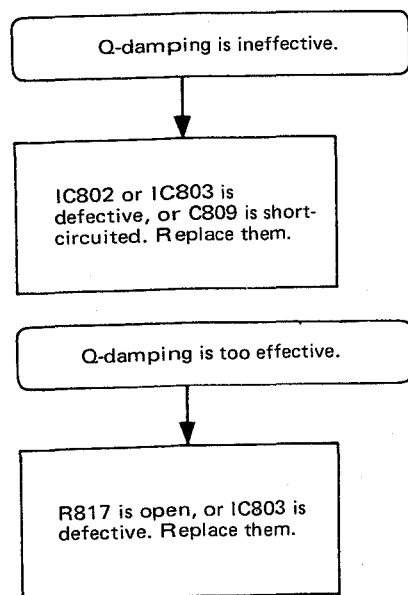 Q-damping is ineffective.
IC802 or IC803 is
defective, or C809 is short-
circuited. Replace them.
Q-damping is too effective.
R817 is open, or IC803 is
defective. Replace them.